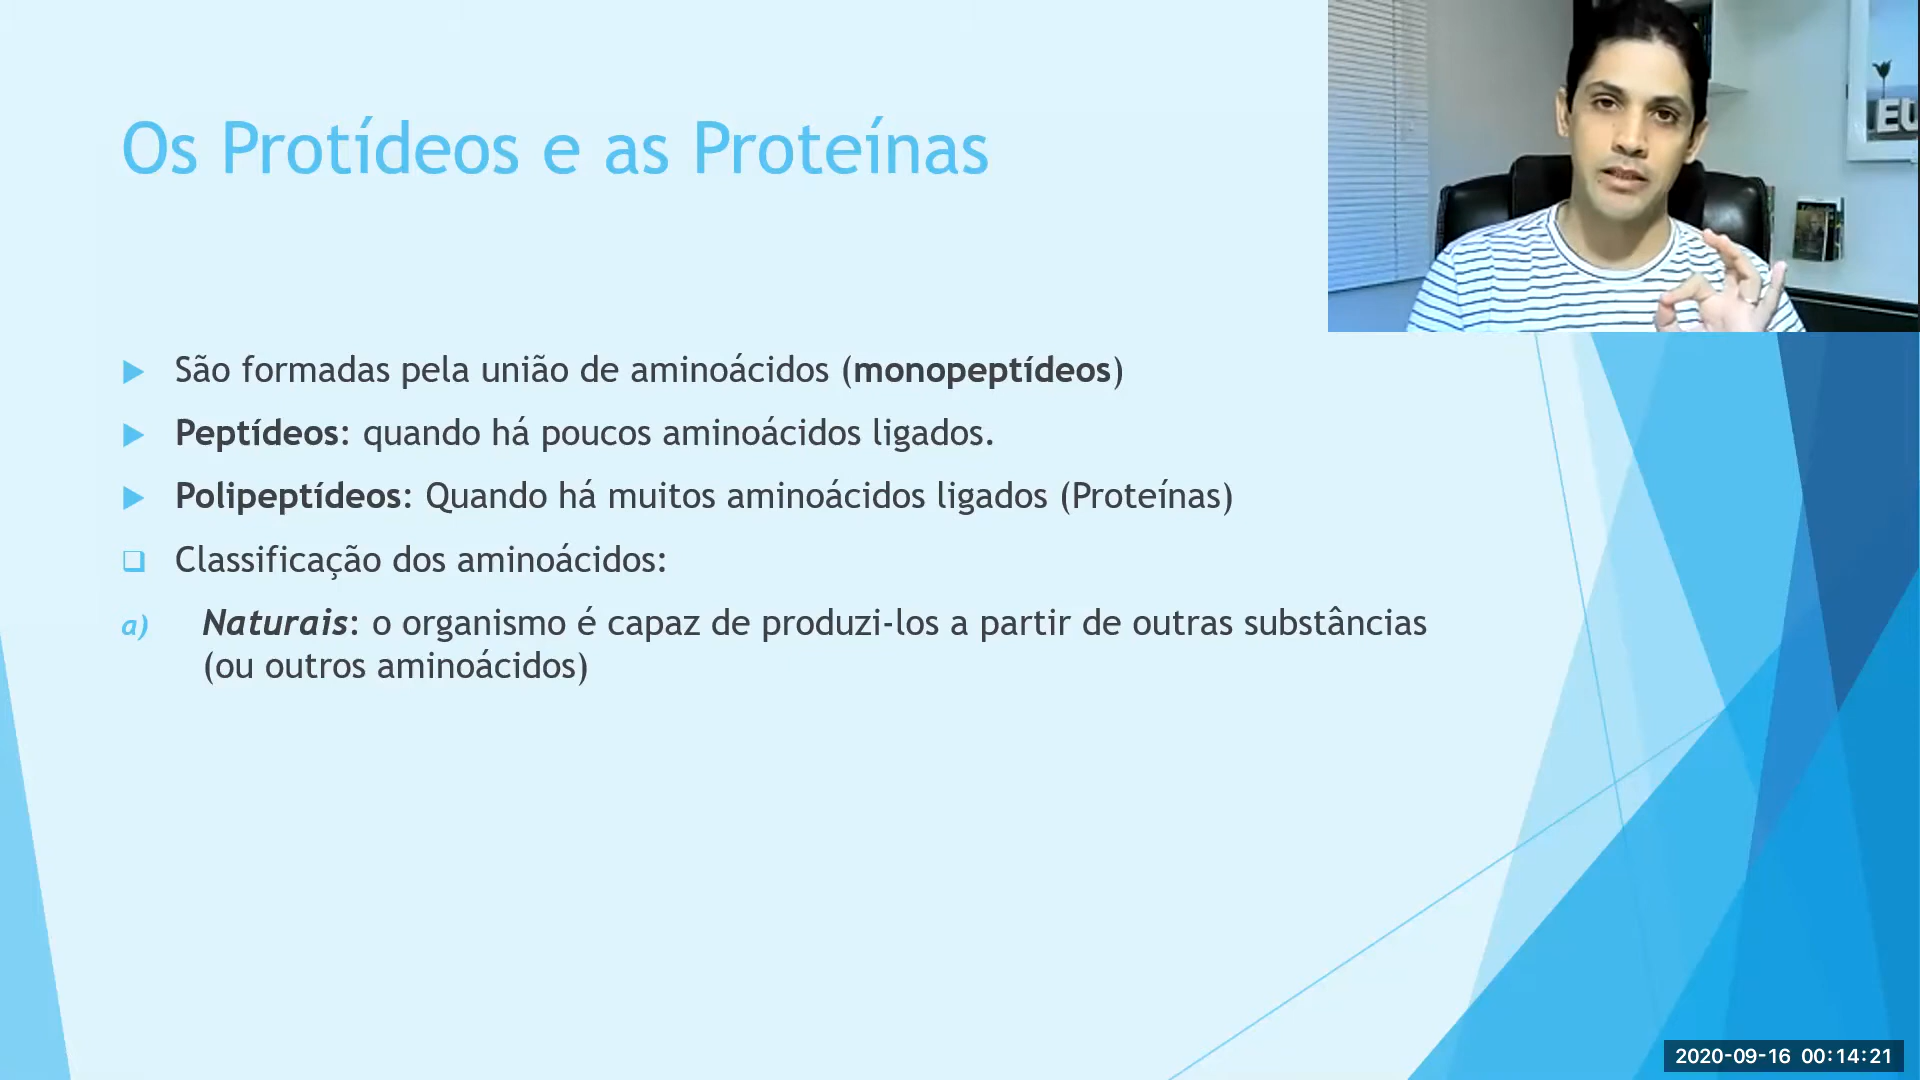 Os Protídeos e as Proteínas
EU
São formadas pela união de aminoácidos (monopeptídeos)
Peptídeos: quando há poucos aminoácidos ligados.
Polipeptídeos: Quando há muitos aminoácidos ligados (Proteínas)
Classificação dos aminoácidos:
a) Naturais: o organismo é capaz de produzi-los a partir de outras substâncias
(ou outros aminoácidos)
2020-09-16 00:14:21